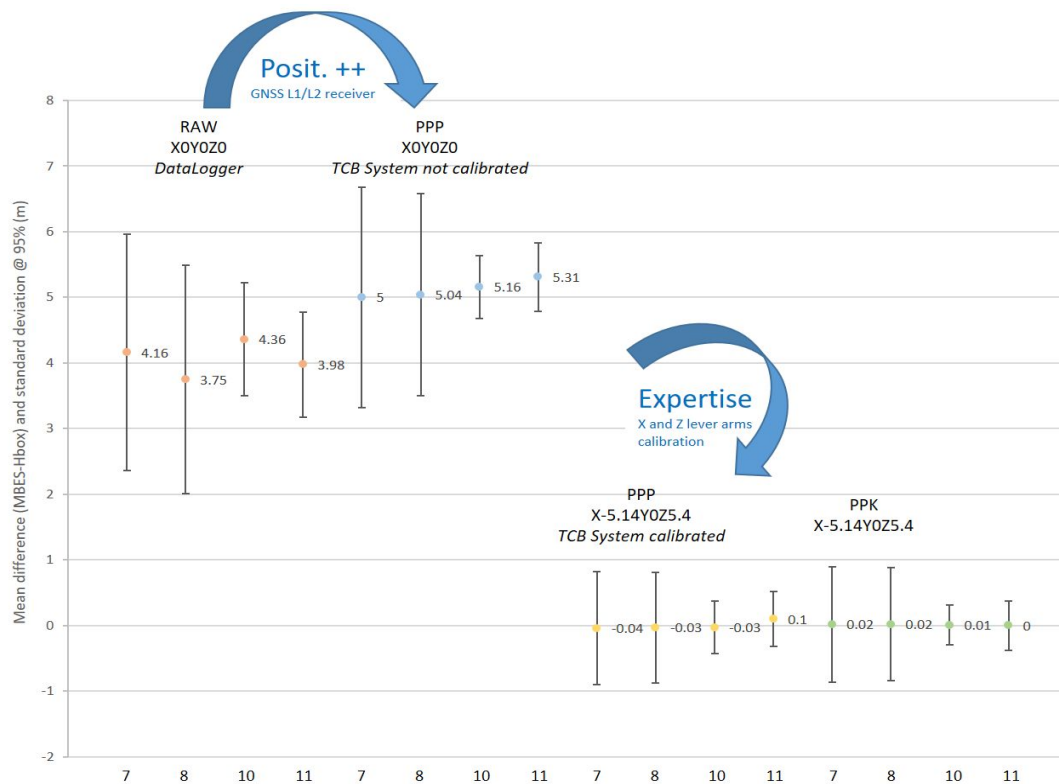 Posit. ++
GNSS L1/L2 receiver
RAW
X0Y0Z0
DataLogger
PPP
X0Y0Z0
TCB System not calibrated
Mean difference (MBES-Hbox) and standard deviation @ 95% (m)
8
7
6
5
4
3
2
1
0
-1
-2
4.16
3.75
4.36
3.98
5
5.04
5.16
5.31
Expertise
X and Z lever arms
calibration
PPP
X-5.14Y0Z5.4
TCB System calibrated
PPK
X-5.14Y0Z5.4
-0.04
-0.03
-0.03
0.1
0.02
0.02
0.01
0
7 8 10 11 7 8 10 11 7 8 10 11 7 8 10 11